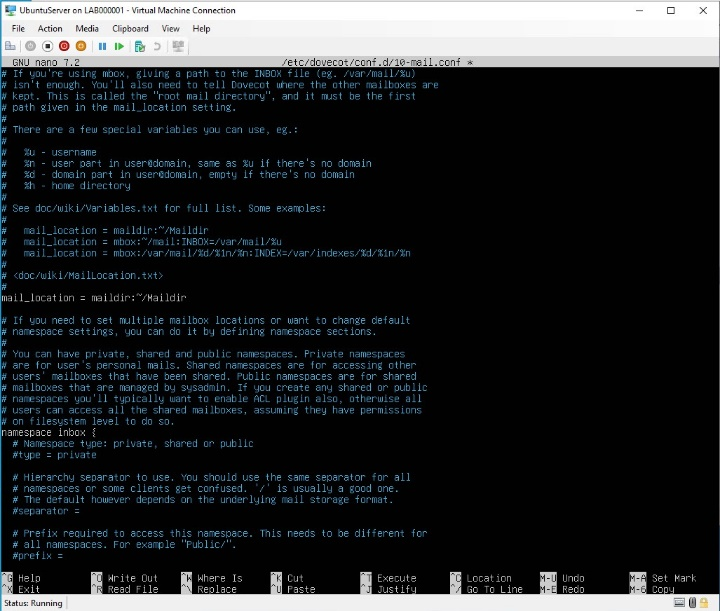 UbuntuServer on LAB000001 - Virtual Machine Connection
File Action Media Clipboard View Help
GNU nano 7.2 /etc/dovecot/conf.d/10-mail.conf *
# If you're using mbox, giving a path to the INBOX file (eg. /var/mail/%u)
# isn't enough. You'll also need to tell Dovecot where the other mailboxes are
# kept. This is called the "root mail directory", and it must be the first
# path given in the mail_location setting.
#
# There are a few special variables you can use, eg.:
#
#   %u - username
#   %n - user part in user@domain, same as %u if there's no domain
#   %d - domain part in user@domain, empty if there's no domain
#   %h - home directory
#
# See doc/wiki/Variables.txt for full list. Some examples:
#
#   mail_location = maildir:~/Maildir
#   mail_location = mbox:~/mail:INBOX=/var/mail/%u
#   mail_location = mbox:/var/mail/%d/%1n/%n:INDEX=/var/indexes/%d/%1n/%n
#
# <doc/wiki/MailLocation.txt>
#
mail_location = maildir:~/Maildir
# If you need to set multiple mailbox locations or want to change default
# namespace settings, you can do it by defining namespace sections.
#
# You can have private, shared and public namespaces. Private namespaces
# are for user's personal mails. Shared namespaces are for accessing other
# users' mailboxes that have been shared. Public namespaces are for shared
# mailboxes that are managed by sysadmin. If you create any shared or public
# namespaces you'll typically want to enable ACL plugin also, otherwise all
# users can access all the shared mailboxes, assuming they have permissions
# on filesystem level to do so.
namespace inbox {
  # Namespace type: private, shared or public
  #type = private
  # Hierarchy separator to use. You should use the same separator for all
  # namespaces or some clients get confused. '/' is usually a good one.
  # The default however depends on the underlying mail storage format.
  #separator =
  # Prefix required to access this namespace. This needs to be different for
  # all namespaces. For example "Public/".
  #prefix =
^G Help ^O Write Out ^W Where Is ^K Cut ^T Execute ^C Location M-U Undo M-A Set Mark
^X Exit ^R Read File ^\ Replace ^U Paste ^J Justify ^/ Go To Line M-E Redo M-6 Copy
Status: Running